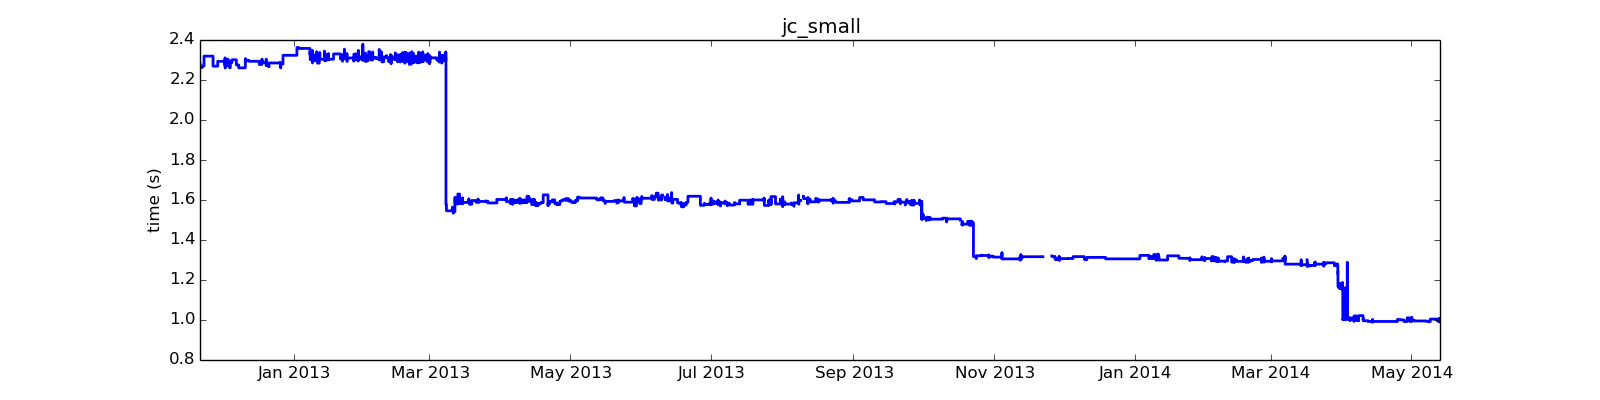 jc_small
time (s)
2.4
2.2
2.0
1.8
1.6
1.4
1.2
1.0
0.8
Jan 2013
Mar 2013
May 2013
Jul 2013
Sep 2013
Nov 2013
Jan 2014
Mar 2014
May 2014